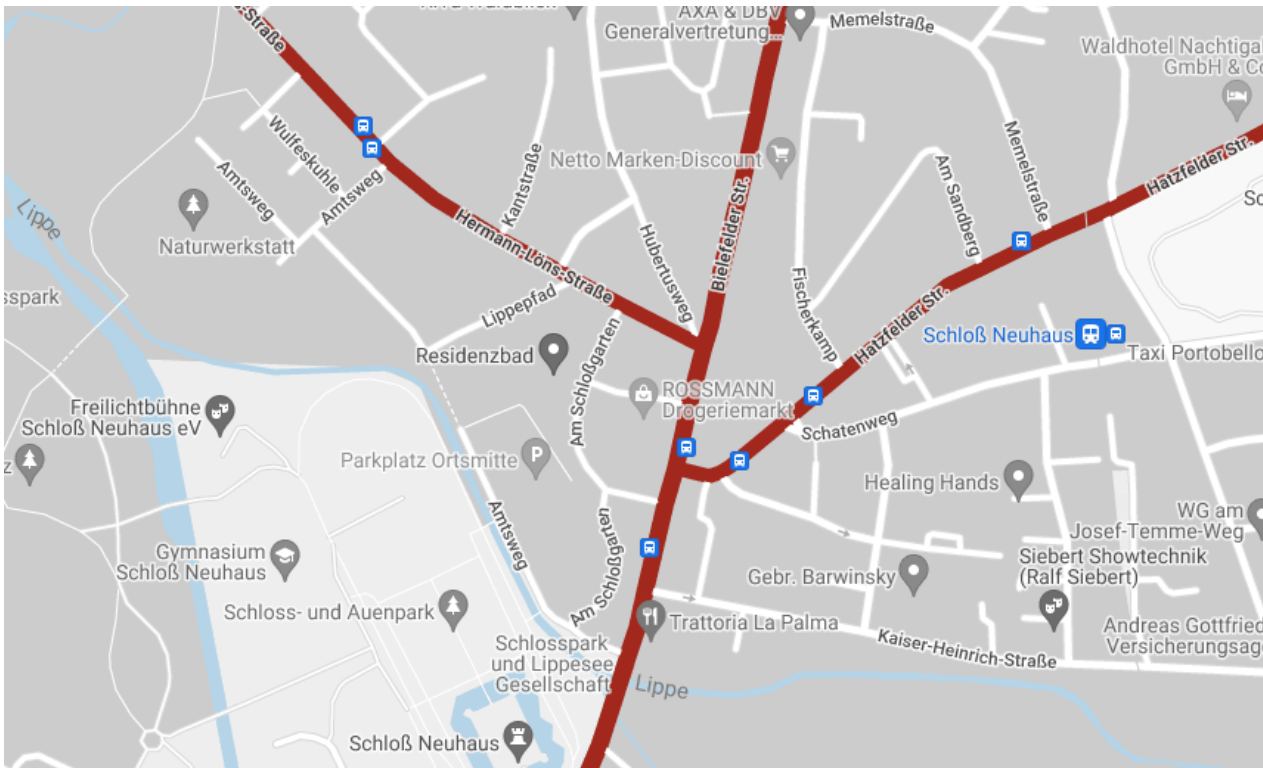 AXA & DBV
Generalvertretung...
Memelstraße
Waldhotel Nachtigal
GmbH & Co
-Straße
Wulfeskuhle
Amtsweg
Amtsweg
Kantstraße
Netto Marken-Discount
Memelstraße
Am Sandberg
Hatzfelder Str.
Lippe
Naturwerkstatt
Hermann-Löns-Straße
Hubertusweg
Bielefelder Str.
Fischerkamp
sspark
Lippepfad
Hatzfelder Str.
Schloß Neuhaus
Taxi Portobello
Residenzbad
Am Schloßgarten
ROSSMANN
Drogeriemarkt
Schatenweg
Freilichtbühne
Schloß Neuhaus eV
Parkplatz Ortsmitte
P
Healing Hands
WG am
Josef-Temme-Weg
Amtsweg
Am Schloßgarten
Gymnasium
Schloß Neuhaus
Siebert Showtechnik
(Ralf Siebert)
Gebr. Barwinsky
Schloss- und Auenpark
Trattoria La Palma
Kaiser-Heinrich-Straße
Andreas Gottfried
Versicherungsag
Schlosspark
und Lippesee
Gesellschaft
Lippe
Schloß Neuhaus